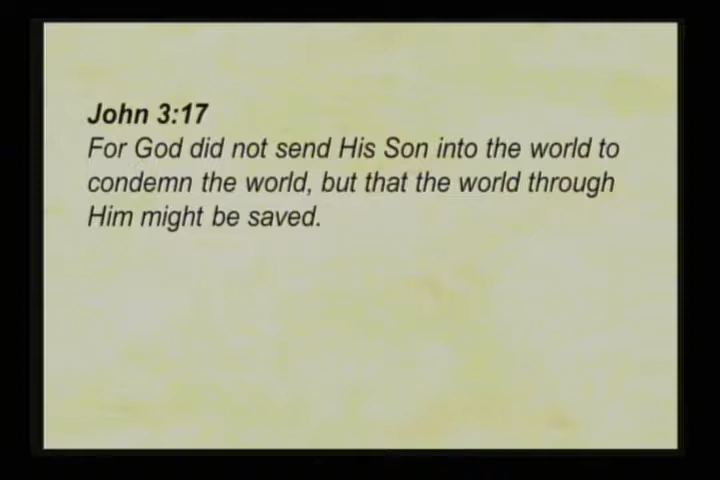 John 3:17
For God did not send His Son into the world to
condemn the world, but that the world through
Him might be saved.